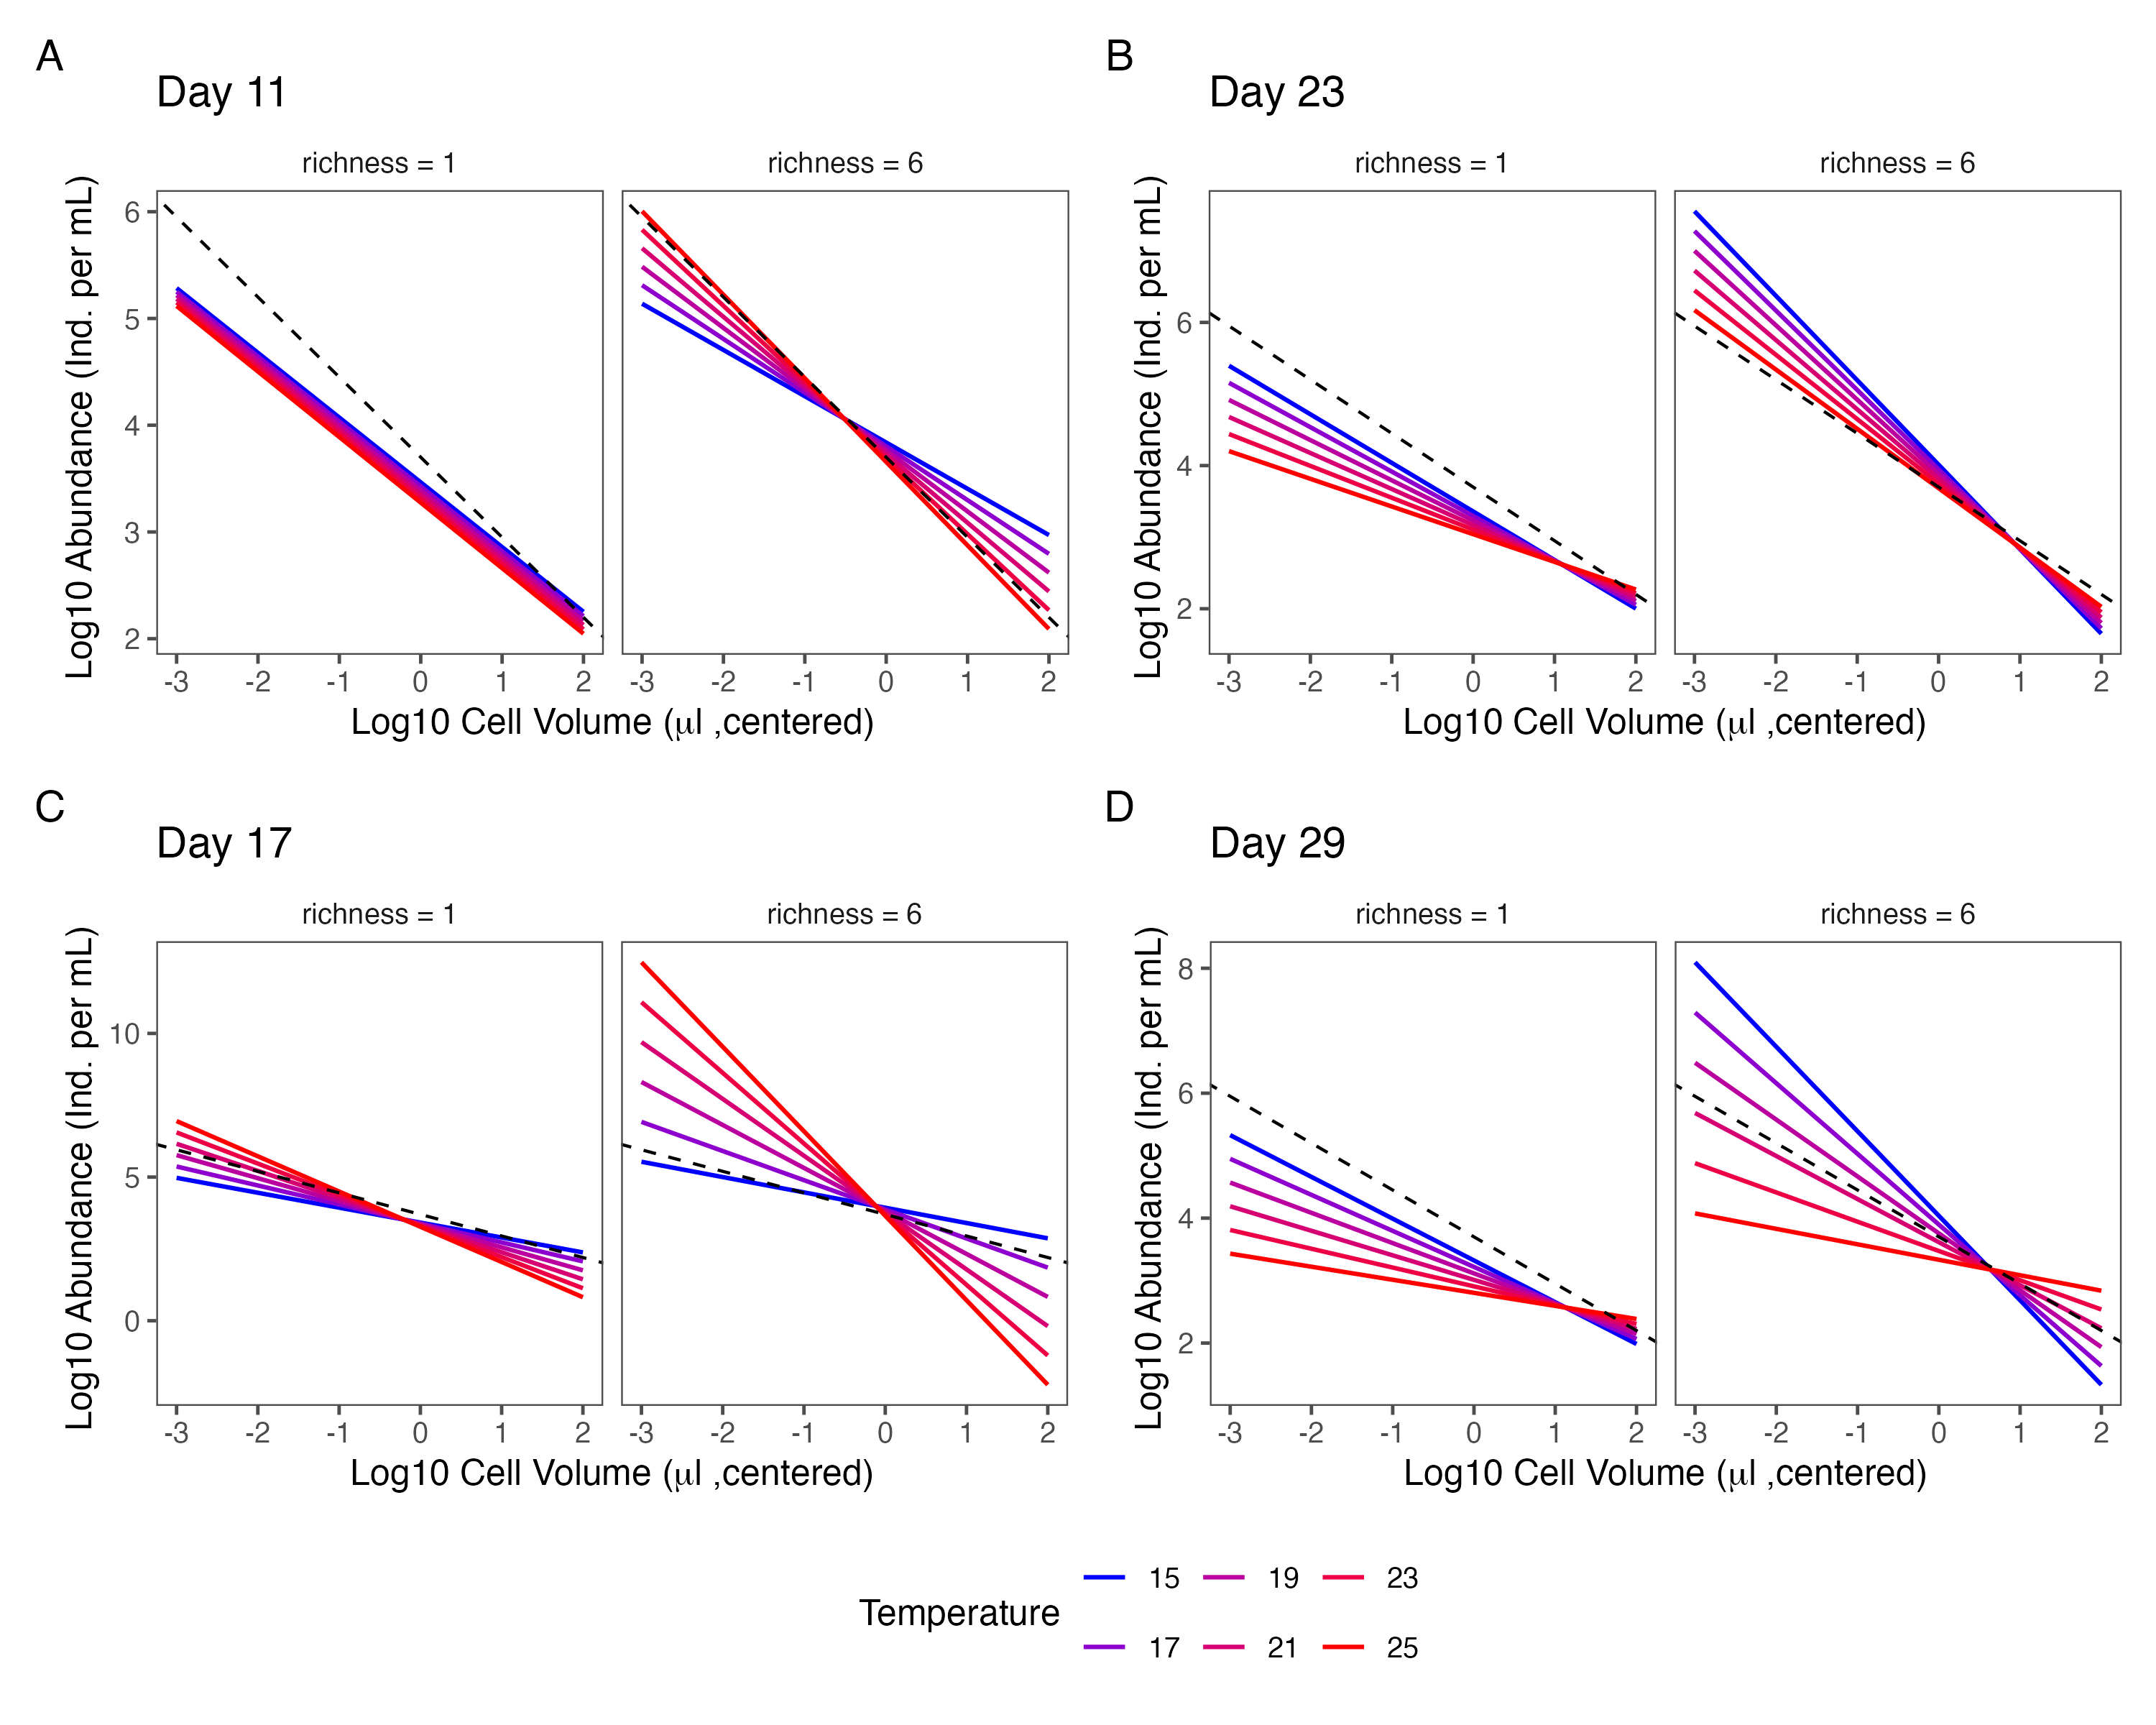 A
Day 11
richness = 1
richness = 6
Log10 Abundance (Ind. per mL)
6
5
4
3
2
-3 -2 -1 0 1 2
-3 -2 -1 0 1 2
Log10 Cell Volume (μl ,centered)
B
Day 23
richness = 1
richness = 6
Log10 Abundance (Ind. per mL)
6
4
2
-3 -2 -1 0 1 2
-3 -2 -1 0 1 2
Log10 Cell Volume (μl ,centered)
C
Day 17
richness = 1
richness = 6
Log10 Abundance (Ind. per mL)
10
5
0
-3 -2 -1 0 1 2
-3 -2 -1 0 1 2
Log10 Cell Volume (μl ,centered)
D
Day 29
richness = 1
richness = 6
Log10 Abundance (Ind. per mL)
8
6
4
2
-3 -2 -1 0 1 2
-3 -2 -1 0 1 2
Log10 Cell Volume (μl ,centered)
Temperature
15 19 23
17 21 25